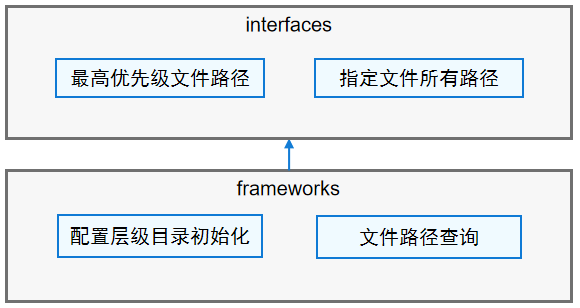 interfaces
最高优先级文件路径
指定文件所有路径
frameworks
配置层级目录初始化
文件路径查询